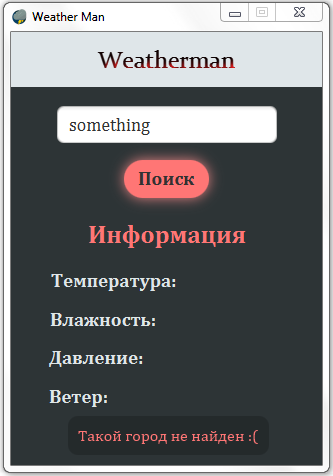 Weather Man
Weatherman
something
Поиск
Информация
Температура:
Влажность:
Давление:
Ветер:
Такой город не найден :(